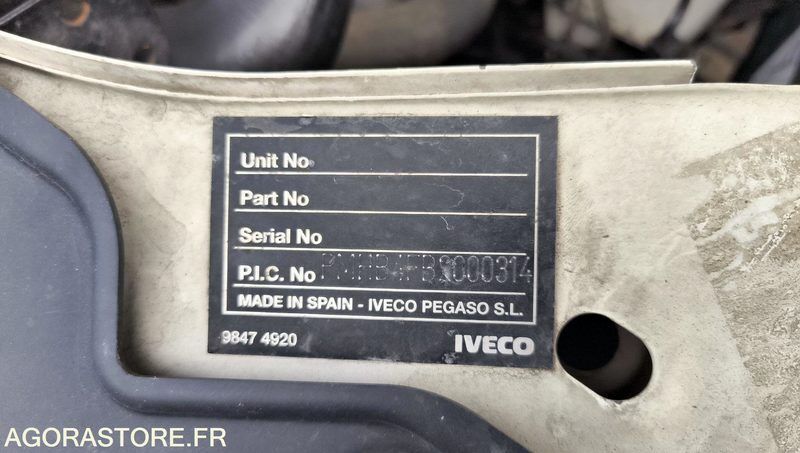 Unit No
Part No
Serial No
P.I.C. No
MADE IN SPAIN - IVECO PEGASO S.L.
9847 4920 IVECO
AGORASTORE.FR